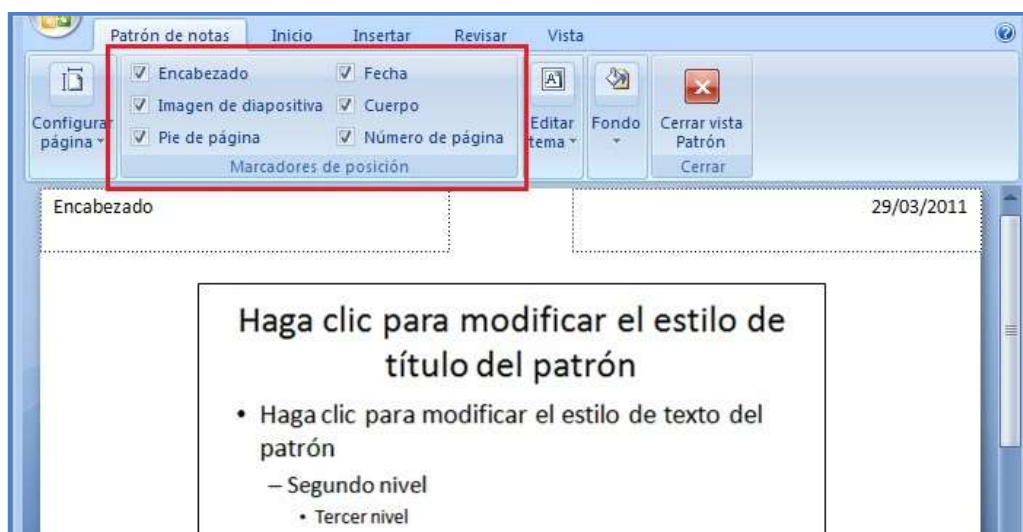 Patrón de notas Inicio Insertar Revisar Vista
Encabezado Fecha
Imagen de diapositiva Cuerpo
Pie de página Número de página
Marcadores de posición
Configurar
página
Editar
tema
Fondo
Cerrar vista
Patrón
Cerrar
Encabezado 29/03/2011
Haga clic para modificar el estilo de
título del patrón
• Haga clic para modificar el estilo de texto del
patrón
– Segundo nivel
• Tercer nivel